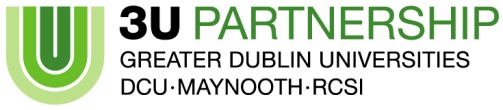 3U PARTNERSHIP
GREATER DUBLIN UNIVERSITIES
DCU·MAYNOOTH·RCSI